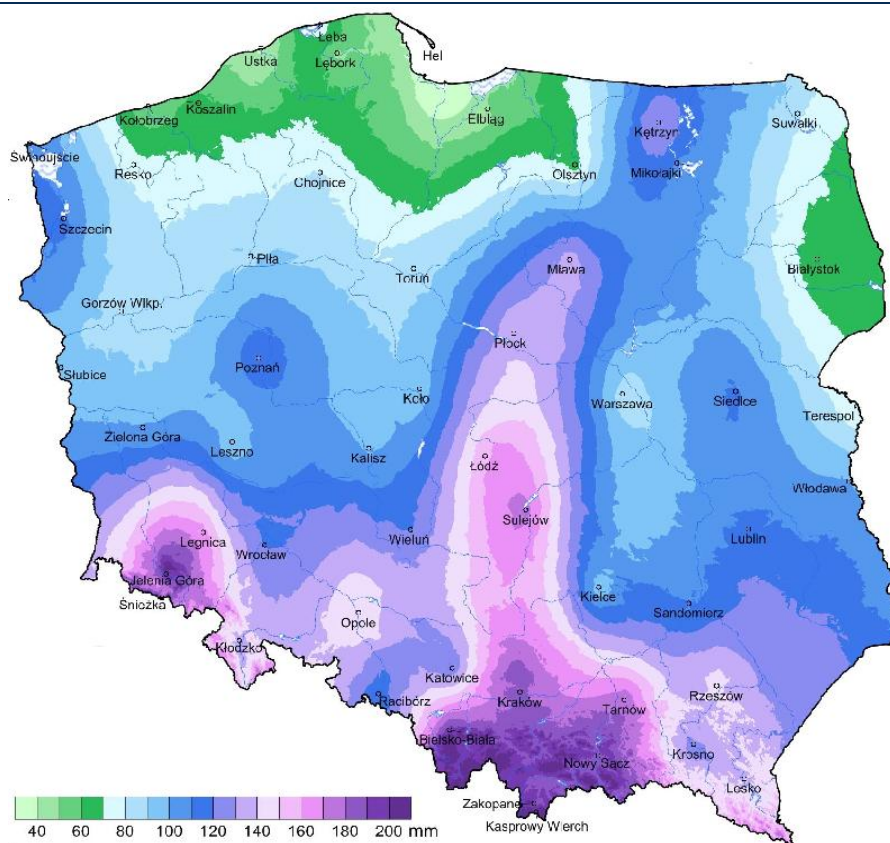 Łeba
Ustka
Lębork
Hel
Kołobrzeg
Koszalin
Elbląg
Kętrzyn
Suwałki
Świnoujście
Resko
Chojnice
Olsztyn
Mikołajki
Szczecin
Piła
Toruń
Mława
Białystok
Gorzów Wlkp.
Płock
Słubice
Poznań
Koło
Warszawa
Siedlce
Terespol
Zielona Góra
Leszno
Kalisz
Łódź
Włodawa
Sulejów
Legnica
Wrocław
Wieluń
Lublin
Jelenia Góra
Śnieżka
Opole
Kielce
Sandomierz
Kłodzko
Katowice
Racibórz
Kraków
Tarnów
Rzeszów
Bielsko-Biała
Nowy Sącz
Krosno
Lesko
Zakopane
Kasprowy Wierch
40 60 80 100 120 140 160 180 200 mm